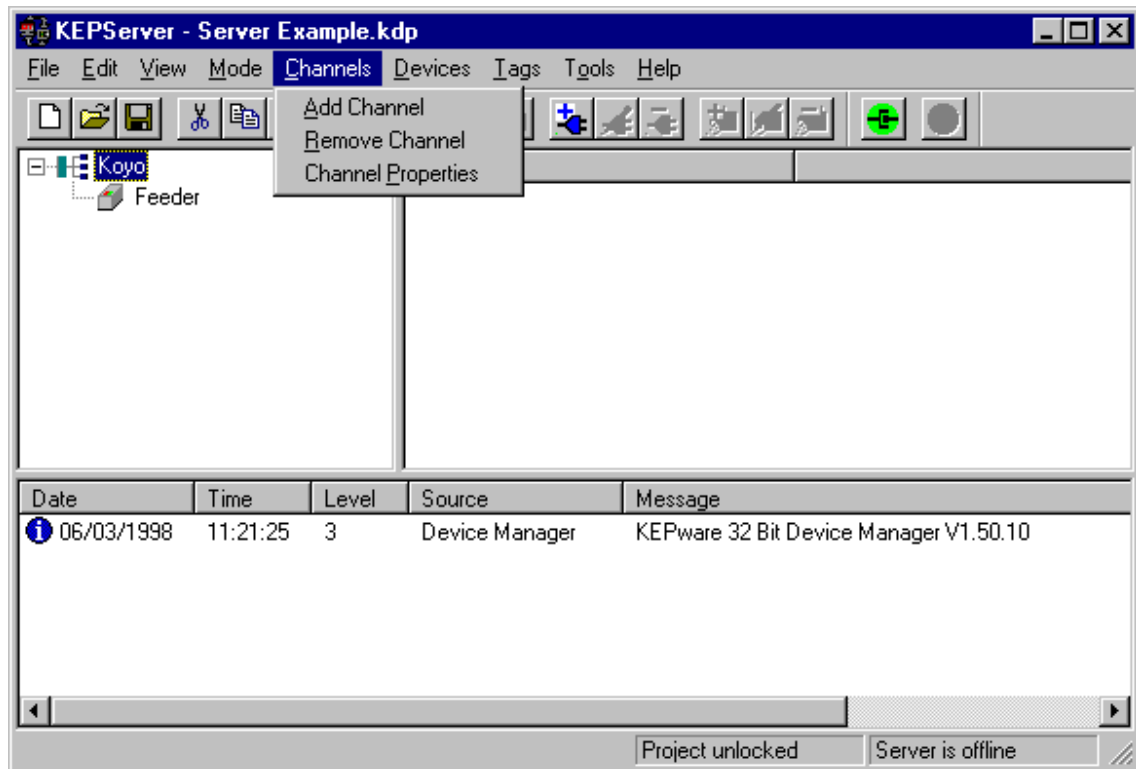 KEPServer - Server Example.kdp
File Edit View Mode Channels Devices Tags Tools Help
Add Channel
Remove Channel
Channel Properties
Koyo
Feeder
Date Time Level Source Message
06/03/1998 11:21:25 3 Device Manager KEPware 32 Bit Device Manager V1.50.10
Project unlocked Server is offline